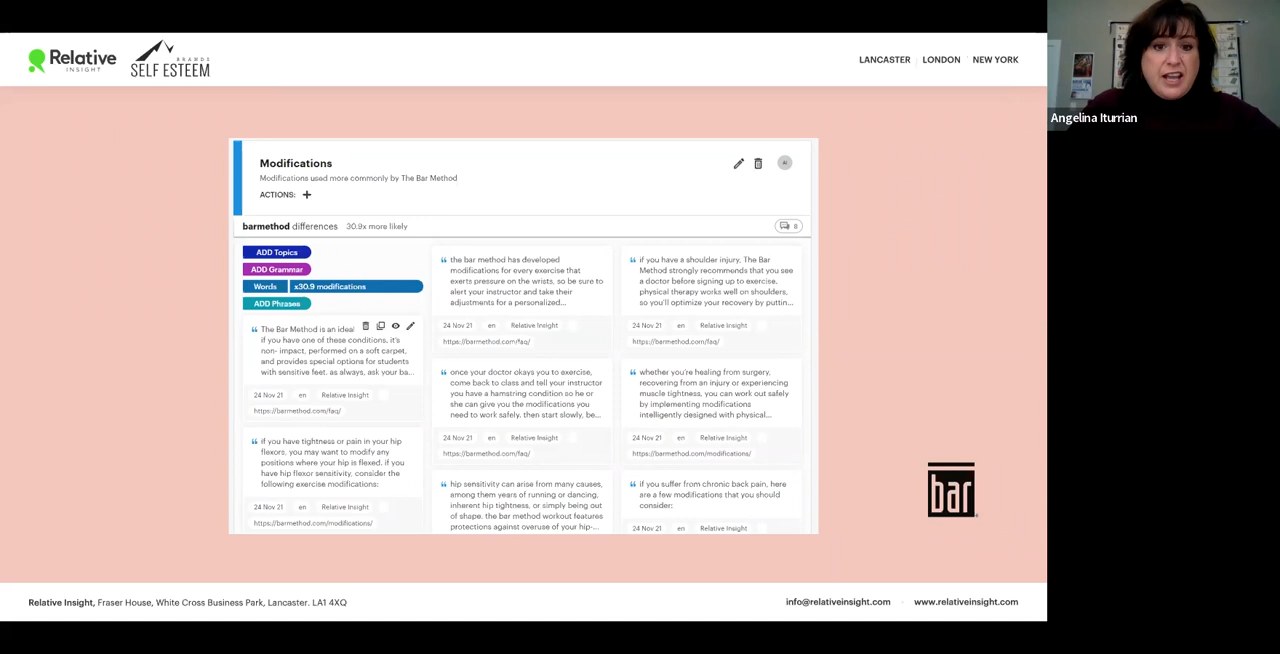 Relative
INSIGHT
BRANDS
SELF ESTEEM
LANCASTER
LONDON
NEW YORK
Angelina Iturrian
Modifications
Modifications used more commonly by The Bar Method
ACTIONS: +
barmethod differences 30.9x more likely
8
ADD Topics
ADD Grammar
Words x30.9 modifications
ADD Phrases
“ The Bar Method is an ideal
if you have one of these conditions. it's
non- impact, performed on a soft carpet,
and provides special options for students
with sensitive feet. as always, ask your ba...
24 Nov 21 en Relative Insight
https://barmethod.com/faq/
“ if you have tightness or pain in your hip
flexors, you may want to modify any
positions where your hip is flexed. if you
have hip flexor sensitivity, consider the
following exercise modifications:
24 Nov 21 en Relative Insight
https://barmethod.com/modifications/
“ the bar method has developed
modifications for every exercise that
exerts pressure on the wrists, so be sure to
alert your instructor and take their
adjustments for a personalized...
24 Nov 21 en Relative Insight
https://barmethod.com/faq/
“ once your doctor okays you to exercise,
come back to class and tell your instructor
you have a hamstring condition so he or
she can give you the modifications you
need to work safely. then start slowly, be...
24 Nov 21 en Relative Insight
https://barmethod.com/faq/
“ hip sensitivity can arise from many causes,
among them years of running or dancing,
inherent hip tightness, or simply being out
of shape. the bar method workout features
protections against overuse of your hip-...
“ if you have a shoulder injury, The Bar
Method strongly recommends that you see
a doctor before signing up to exercise.
physical therapy works well on shoulders,
so you'll optimize your recovery by puttin...
24 Nov 21 en Relative Insight
https://barmethod.com/faq/
“ whether you're healing from surgery,
recovering from an injury or experiencing
muscle tightness, you can work out safely
by implementing modifications
intelligently designed with physical...
24 Nov 21 en Relative Insight
https://barmethod.com/modifications/
“ if you suffer from chronic back pain, here
are a few modifications that you should
consider:
24 Nov 21 en Relative Insight
bar
Relative Insight, Fraser House, White Cross Business Park, Lancaster. LA1 4XQ
info@relativeinsight.com · www.relativeinsight.com